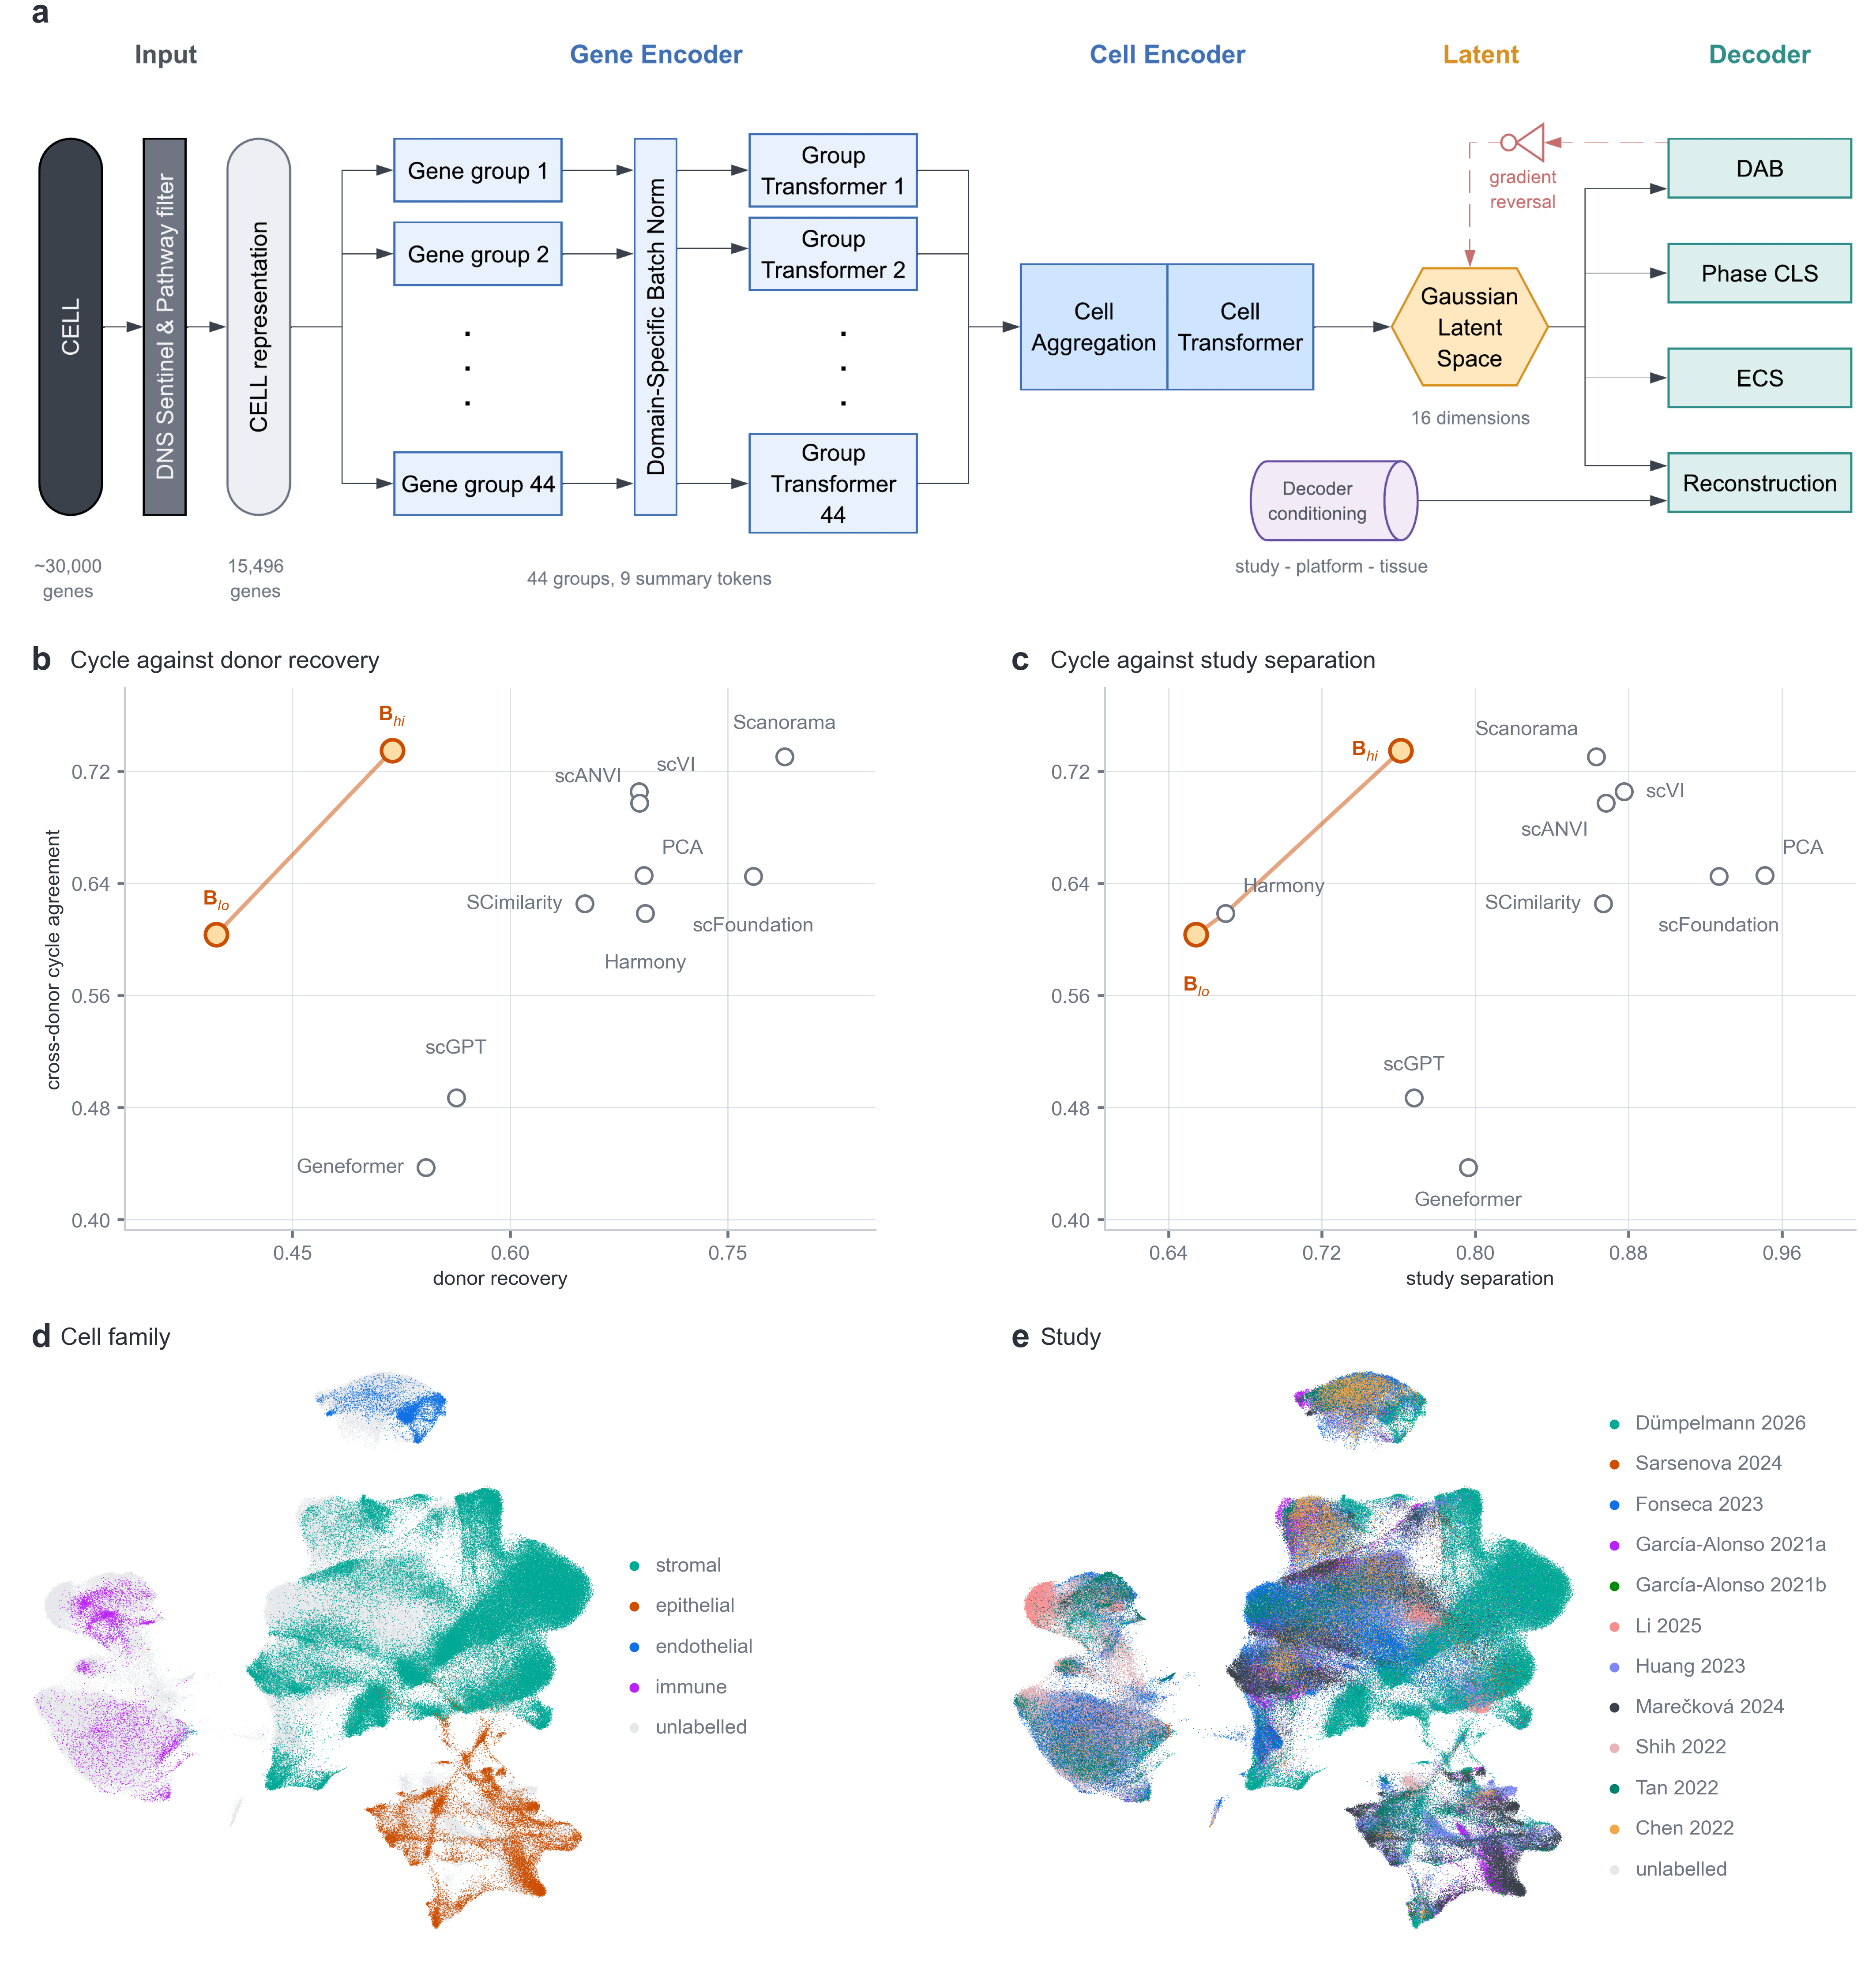 a
Input
Gene Encoder
Cell Encoder
Latent
Decoder
CELL
DNS Sentinel & Pathway filter
CELL representation
Gene group 1
Gene group 2
.
.
.
Gene group 44
Domain-Specific Batch Norm
Group
Transformer 1
Group
Transformer 2
.
.
.
Group
Transformer
44
Cell
Aggregation
Cell
Transformer
gradient
reversal
Gaussian
Latent
Space
16 dimensions
DAB
Phase CLS
ECS
Reconstruction
Decoder
conditioning
study - platform - tissue
~30,000
genes
15,496
genes
44 groups, 9 summary tokens
b Cycle against donor recovery
cross-donor cycle agreement
0.72
0.64
0.56
0.48
0.40
Bhi
Blo
Scanorama
scVI
scANVI
PCA
SCimilarity
scFoundation
Harmony
scGPT
Geneformer
0.45 0.60 0.75
donor recovery
c Cycle against study separation
0.72
0.64
0.56
0.48
0.40
Scanorama
Bhi
scVI
scANVI
PCA
Harmony
SCimilarity
scFoundation
Blo
scGPT
Geneformer
0.64 0.72 0.80 0.88 0.96
study separation
d Cell family
stromal
epithelial
endothelial
immune
unlabelled
e Study
Dümpelmann 2026
Sarsenova 2024
Fonseca 2023
García-Alonso 2021a
García-Alonso 2021b
Li 2025
Huang 2023
Marečková 2024
Shih 2022
Tan 2022
Chen 2022
unlabelled